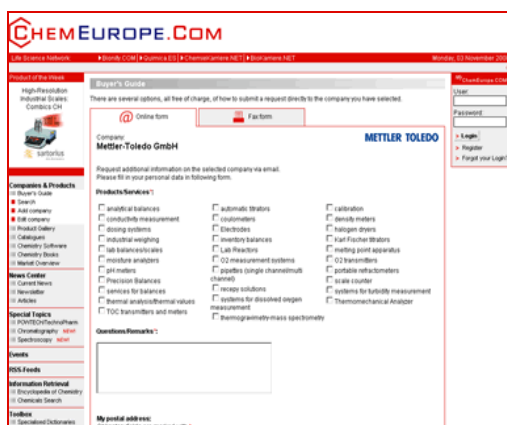 CHEMEUROPE.COM
Life Science Network
Bionity.COM | Quimica.ES | ChemieKarriere.NET | BioKarriere.NET
Monday, 03 November 200
Product of the Week
High-Resolution
Industrial Scales:
Combics CH
sartorius
Companies & Products
Buyer's Guide
Search
Add company
Edit company
Product Gallery
Catalogues
Chemistry Software
Chemistry Books
Market Overview
News Center
Current News
Newsletter
Articles
Special Topics
POWTECH/TechnoPharm
Chromatography NEW!
Spectroscopy NEW!
Events
RSS-Feeds
Information Retrieval
Encyclopedia of Chemistry
Chemicals Search
Toolbox
Specialised Dictionaries
Buyer's Guide
There are several options, all free of charge, of how to submit a request directly to the company you have selected.
@ Online form
Fax form
Company:
Mettler-Toledo GmbH
METTLER TOLEDO
Request additional information on the selected company via email.
Please fill in your personal data in following form.
Products/Services*:
analytical balances
automatic titrators
calibration
conductivity measurement
coulometers
density meters
dosing systems
Electrodes
halogen dryers
industrial weighing
inventory balances
Karl Fischer titrators
lab balances/scales
Lab Reactors
melting point apparatus
moisture analyzers
O2 measurement systems
O2 transmitters
pH meters
pipettes (single channel/multi
channel)
portable refractometers
Precision Balances
recepy solutions
scale counter
services for balances
systems for dissolved oxygen
measurement
systems for turbidity measurement
thermal analysis/thermal values
thermogravimetry-mass spectrometry
Thermomechanical Analyzer
TOC transmitters and meters
Questions/Remarks*:
My postal address:
ChemEurope.COM
User:
Password:
Login
Register
Forgot your Login?